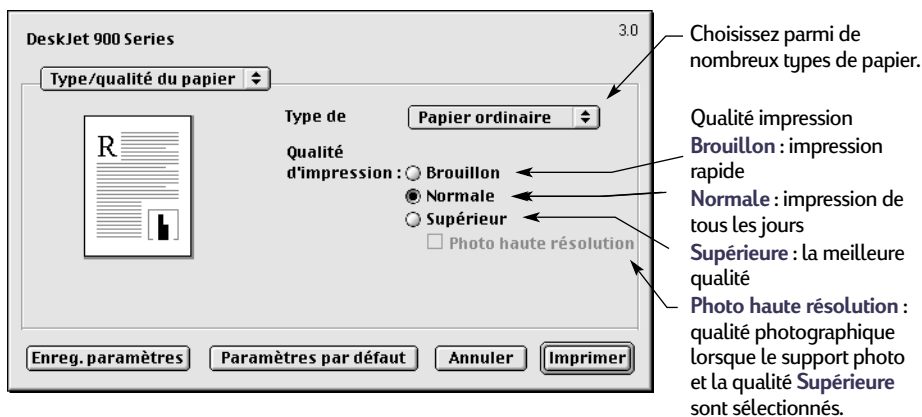 DeskJet 900 Series
3.0
Type/qualité du papier
R
Type de
Papier ordinaire
Qualité
d'impression :
Brouillon
Normale
Supérieur
Photo haute résolution
Enreg. paramètres
Paramètres par défaut
Annuler
Imprimer
Choisissez parmi de
nombreux types de papier.
Qualité impression
Brouillon : impression
rapide
Normale : impression de
tous les jours
Supérieure : la meilleure
qualité
Photo haute résolution :
qualité photographique
lorsque le support photo
et la qualité Supérieure
sont sélectionnés.